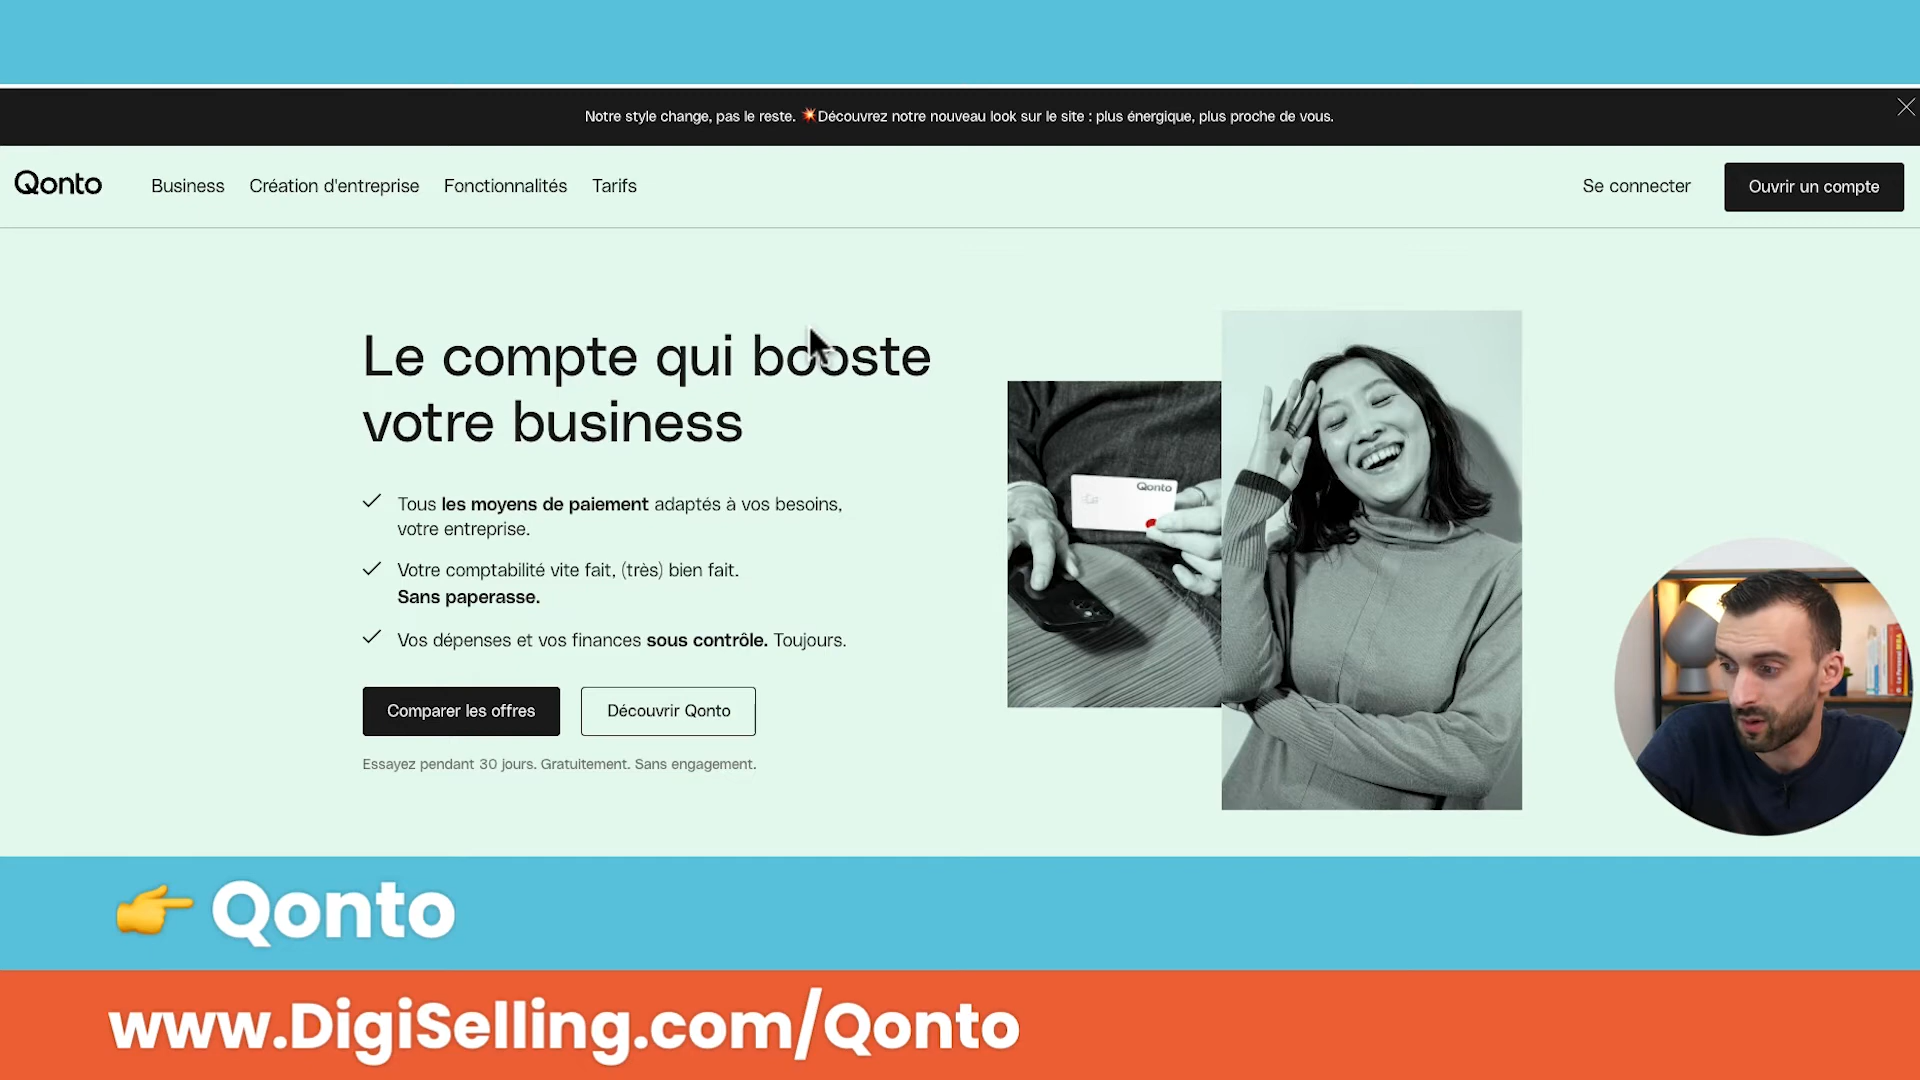 Notre style change, pas le reste. 💥Découvrez notre nouveau look sur le site : plus énergique, plus proche de vous.
Qonto Business Création d'entreprise Fonctionnalités Tarifs Se connecter Ouvrir un compte
Le compte qui booste
votre business
Tous les moyens de paiement adaptés à vos besoins,
votre entreprise.
Votre comptabilité vite fait, (très) bien fait.
Sans paperasse.
Vos dépenses et vos finances sous contrôle. Toujours.
Comparer les offres Découvrir Qonto
Essayez pendant 30 jours. Gratuitement. Sans engagement.
Qonto
👉 Qonto
www.DigiSelling.com/Qonto